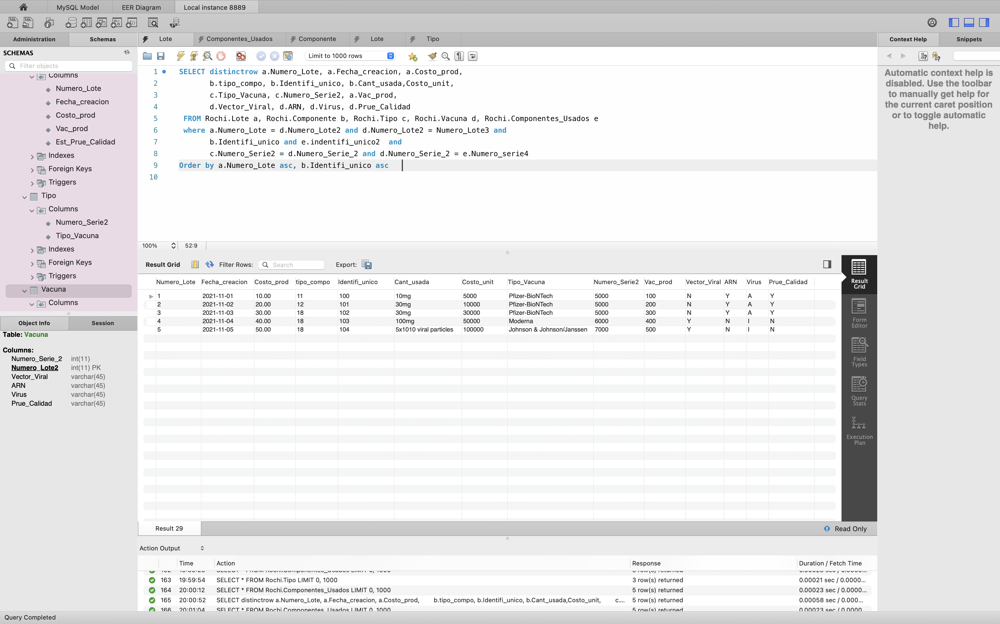 MySQL Model EER Diagram Local instance 8889
Administration Schemas
SCHEMAS
Filter objects
Columns
Numero_Lote
Fecha_creacion
Costo_prod
Vac_prod
Est_Prue_Calidad
Indexes
Foreign Keys
Triggers
Tipo
Columns
Numero_Serie2
Tipo_Vacuna
Indexes
Foreign Keys
Triggers
Vacuna
Columns
Object Info Session
Table: Vacuna
Columns:
Numero_Serie_2 int(11)
Numero_Lote2 int(11) PK
Vector_Viral varchar(45)
ARN varchar(45)
Virus varchar(45)
Prue_Calidad varchar(45)
Lote Componentes_Usados Componente Lote Tipo
Limit to 1000 rows
1 SELECT distinctrow a.Numero_Lote, a.Fecha_creacion, a.Costo_prod,
2 b.tipo_compo, b.Identifi_unico, b.Cant_usada,Costo_unit,
3 c.Tipo_Vacuna, c.Numero_Serie2, a.Vac_prod,
4 d.Vector_Viral, d.ARN, d.Virus, d.Prue_Calidad
5 FROM Rochi.Lote a, Rochi.Componente b, Rochi.Tipo c, Rochi.Vacuna d, Rochi.Componentes_Usados e
6 where a.Numero_Lote = d.Numero_Lote2 and d.Numero_Lote2 = Numero_Lote3 and
7 b.Identifi_unico and e.indentifi_unico2 and
8 c.Numero_Serie2 = d.Numero_Serie_2 and d.Numero_Serie_2 = e.Numero_serie4
9 Order by a.Numero_Lote asc, b.Identifi_unico asc
10
100% 52:9
Result Grid Filter Rows: Search Export:
Numero_Lote Fecha_creacion Costo_prod tipo_compo Identifi_unico Cant_usada Costo_unit Tipo_Vacuna Numero_Serie2 Vac_prod Vector_Viral ARN Virus Prue_Calidad
1 2021-11-01 10.00 11 100 10mg 5000 Pfizer-BioNTech 5000 100 N Y A Y
2 2021-11-02 20.00 12 101 30mg 10000 Pfizer-BioNTech 5000 200 N Y A Y
3 2021-11-03 30.00 18 102 30mg 30000 Pfizer-BioNTech 5000 300 N Y A Y
4 2021-11-04 40.00 18 103 100mg 50000 Moderna 6000 400 Y N I N
5 2021-11-05 50.00 18 104 5x1010 viral particles 100000 Johnson & Johnson/Janssen 7000 500 Y N I N
Result Grid
Form Editor
Field Types
Query Stats
Execution Plan
Result 29 Read Only
Action Output
Time Action Response Duration / Fetch Time
163 19:59:54 SELECT * FROM Rochi.Tipo LIMIT 0, 1000 3 row(s) returned 0.00021 sec / 0.0000...
164 20:00:12 SELECT * FROM Rochi.Componentes_Usados LIMIT 0, 1000 5 row(s) returned 0.00023 sec / 0.0000...
165 20:00:52 SELECT distinctrow a.Numero_Lote, a.Fecha_creacion, a.Costo_prod, b.tipo_compo, b.Identifi_unico, b.Cant_usada,Costo_unit, c.... 5 row(s) returned 0.00058 sec / 0.000...
166 20:01:04 SELECT * FROM Rochi.Componentes_Usados LIMIT 0, 1000 5 row(s) returned 0.00023 sec / 0.0000
Context Help Snippets
Automatic context help is
disabled. Use the toolbar
to manually get help for
the current caret position
or to toggle automatic
help.
Query Completed